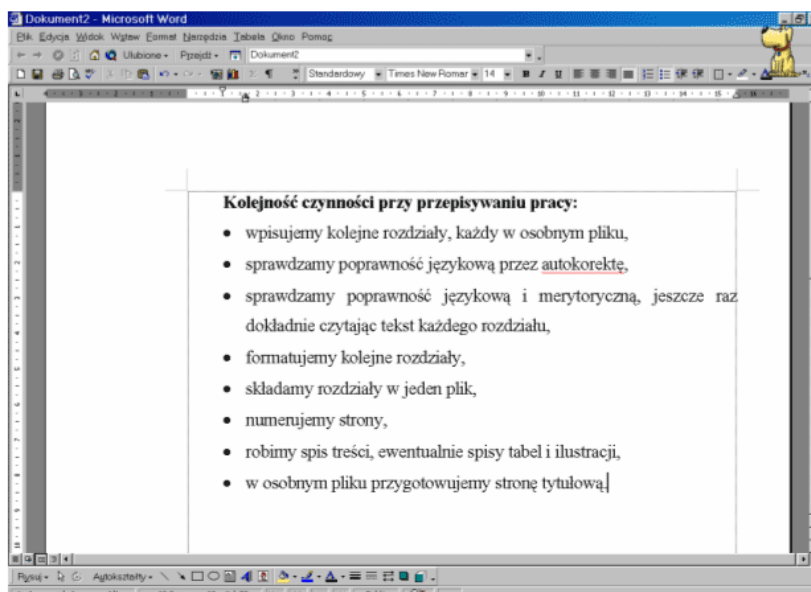 Dokument2 - Microsoft Word
Plik Edycja Widok Wstaw Format Narzędzia Tabela Okno Pomoc
Ulubione Przejdź Dokument2
Standardowy Times New Roman 14 B I U
Kolejność czynności przy przepisywaniu pracy:
• wpisujemy kolejne rozdziały, każdy w osobnym pliku,
• sprawdzamy poprawność językową przez autokorektę,
• sprawdzamy poprawność językową i merytoryczną, jeszcze raz
dokładnie czytając tekst każdego rozdziału,
• formatujemy kolejne rozdziały,
• składamy rozdziały w jeden plik,
• numerujemy strony,
• robimy spis treści, ewentualnie spisy tabel i ilustracji,
• w osobnym pliku przygotowujemy stronę tytułową.
Rysuj Autokształty